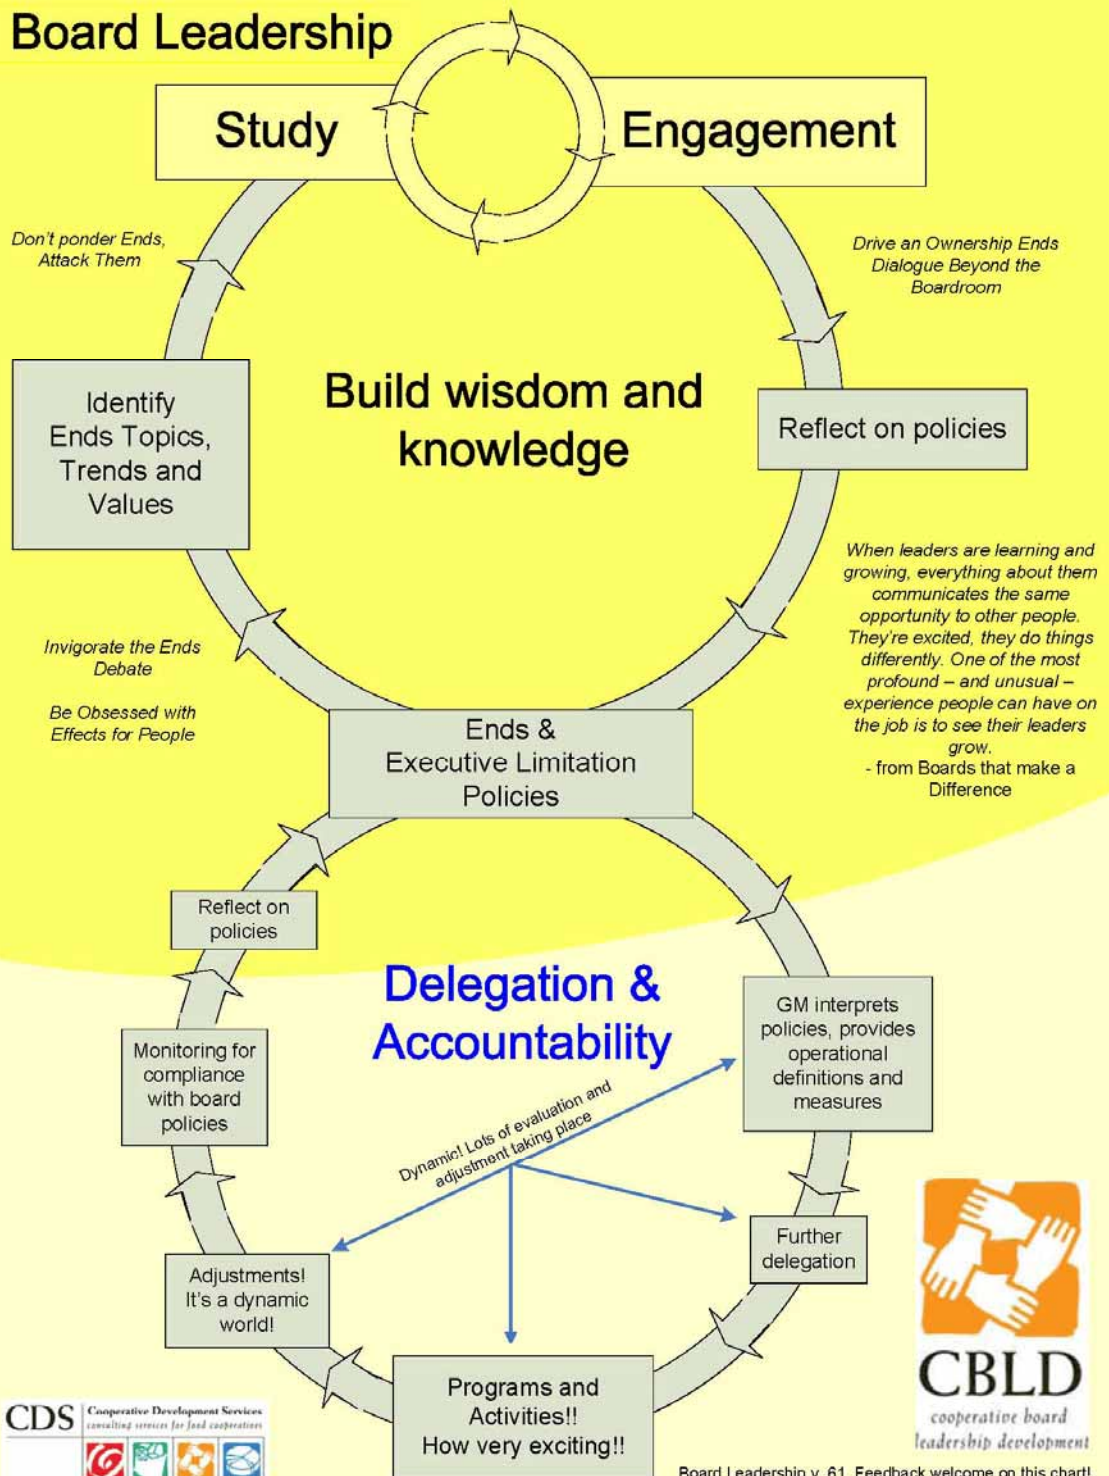 Board Leadership
Study
Engagement
Don't ponder Ends,
Attack Them
Drive an Ownership Ends
Dialogue Beyond the
Boardroom
Identify
Ends Topics,
Trends and
Values
Build wisdom and
knowledge
Reflect on policies
When leaders are learning and
growing, everything about them
communicates the same
opportunity to other people.
They're excited, they do things
differently. One of the most
profound – and unusual –
experience people can have on
the job is to see their leaders
grow.
- from Boards that make a
Difference
Invigorate the Ends
Debate
Be Obsessed with
Effects for People
Ends &
Executive Limitation
Policies
Reflect on
policies
Delegation &
Accountability
GM interprets
policies, provides
operational
definitions and
measures
Monitoring for
compliance
with board
policies
Dynamic! Lots of evaluation and
adjustment taking place
Further
delegation
Adjustments!
It's a dynamic
world!
Programs and
Activities!!
How very exciting!!
CBLD
cooperative board
leadership development
CDS
Cooperative Development Services
consulting services for food cooperatives
Board Leadership v. 61. Feedback welcome on this chart!